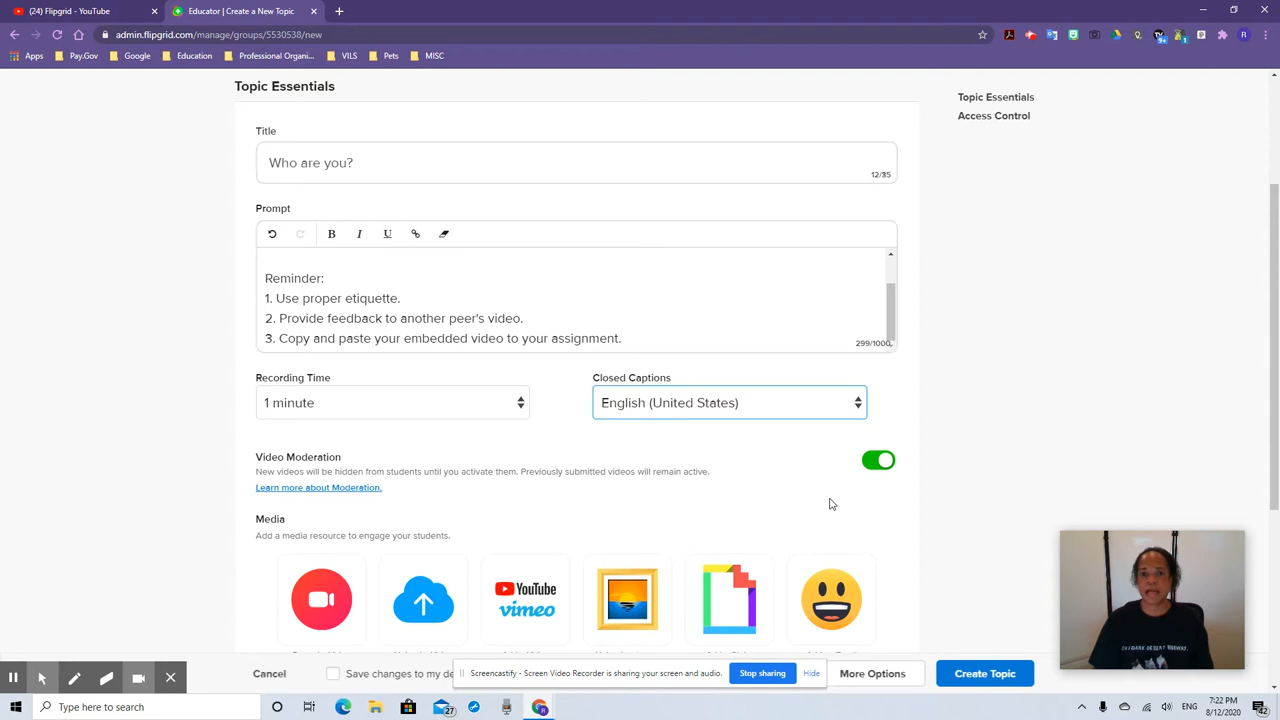 (24) Flipgrid - YouTube
Educator | Create a New Topic
admin.flipgrid.com/manage/groups/5530538/new
Apps
Pay.Gov
Google
Education
Professional Organi...
VILS
Pets
MISC
Topic Essentials
Topic Essentials
Access Control
Title
Who are you?
12/35
Prompt
B I U
Reminder:
1. Use proper etiquette.
2. Provide feedback to another peer's video.
3. Copy and paste your embedded video to your assignment.
299/1000
Recording Time
Closed Captions
1 minute
English (United States)
Video Moderation
New videos will be hidden from students until you activate them. Previously submitted videos will remain active.
Learn more about Moderation.
Media
Add a media resource to engage your students.
YouTube
vimeo
Cancel
Save changes to my de
Screencastify - Screen Video Recorder is sharing your screen and audio.
Stop sharing
Hide
More Options
Create Topic
Type here to search
27
ENG
7:22 PM
8/12/2020
42